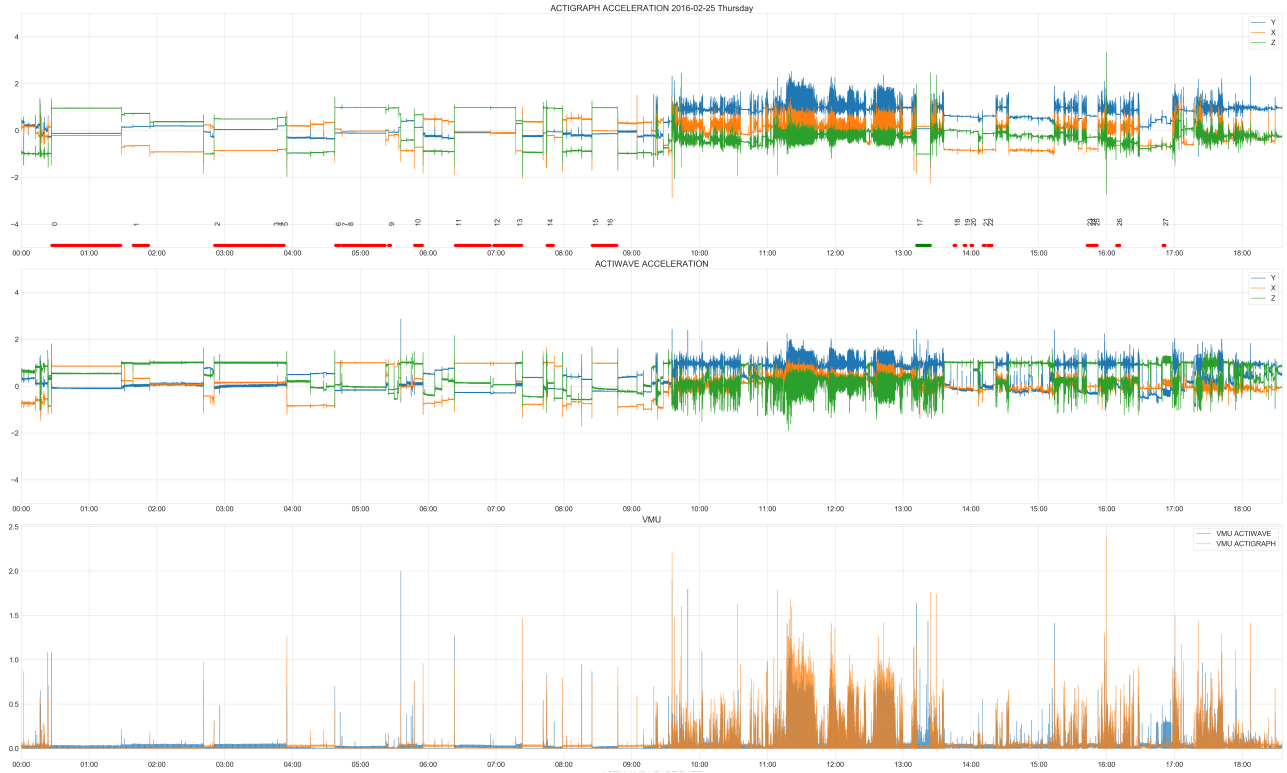 ACTIGRAPH ACCELERATION 2016-02-25 Thursday
4
2
0
−2
−4
Y
X
Z
0 1 2 3 5 6 7 8 9 10 11 12 13 14 15 16 17 18 19 20 21 22 25 26 27
00:00 01:00 02:00 03:00 04:00 05:00 06:00 07:00 08:00 09:00 10:00 11:00 12:00 13:00 14:00 15:00 16:00 17:00 18:00
ACTIWAVE ACCELERATION
4
2
0
−2
−4
Y
X
Z
00:00 01:00 02:00 03:00 04:00 05:00 06:00 07:00 08:00 09:00 10:00 11:00 12:00 13:00 14:00 15:00 16:00 17:00 18:00
VMU
2.5
2.0
1.5
1.0
0.5
0.0
VMU ACTIWAVE
VMU ACTIGRAPH
00:00 01:00 02:00 03:00 04:00 05:00 06:00 07:00 08:00 09:00 10:00 11:00 12:00 13:00 14:00 15:00 16:00 17:00 18:00